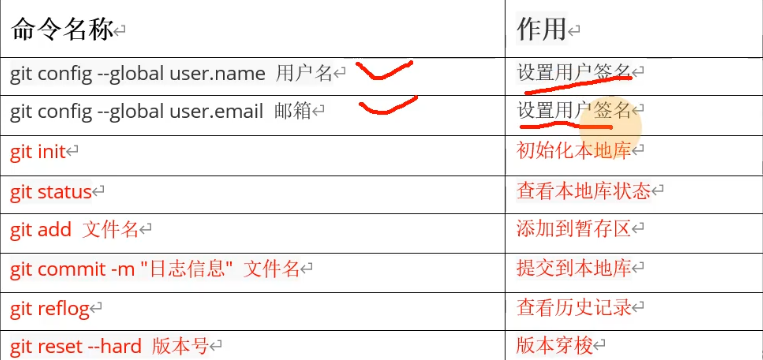 命令名称 作用
git config --global user.name 用户名 设置用户签名
git config --global user.email 邮箱 设置用户签名
git init 初始化本地库
git status 查看本地库状态
git add 文件名 添加到暂存区
git commit -m "日志信息" 文件名 提交到本地库
git reflog 查看历史记录
git reset --hard 版本号 版本穿梭